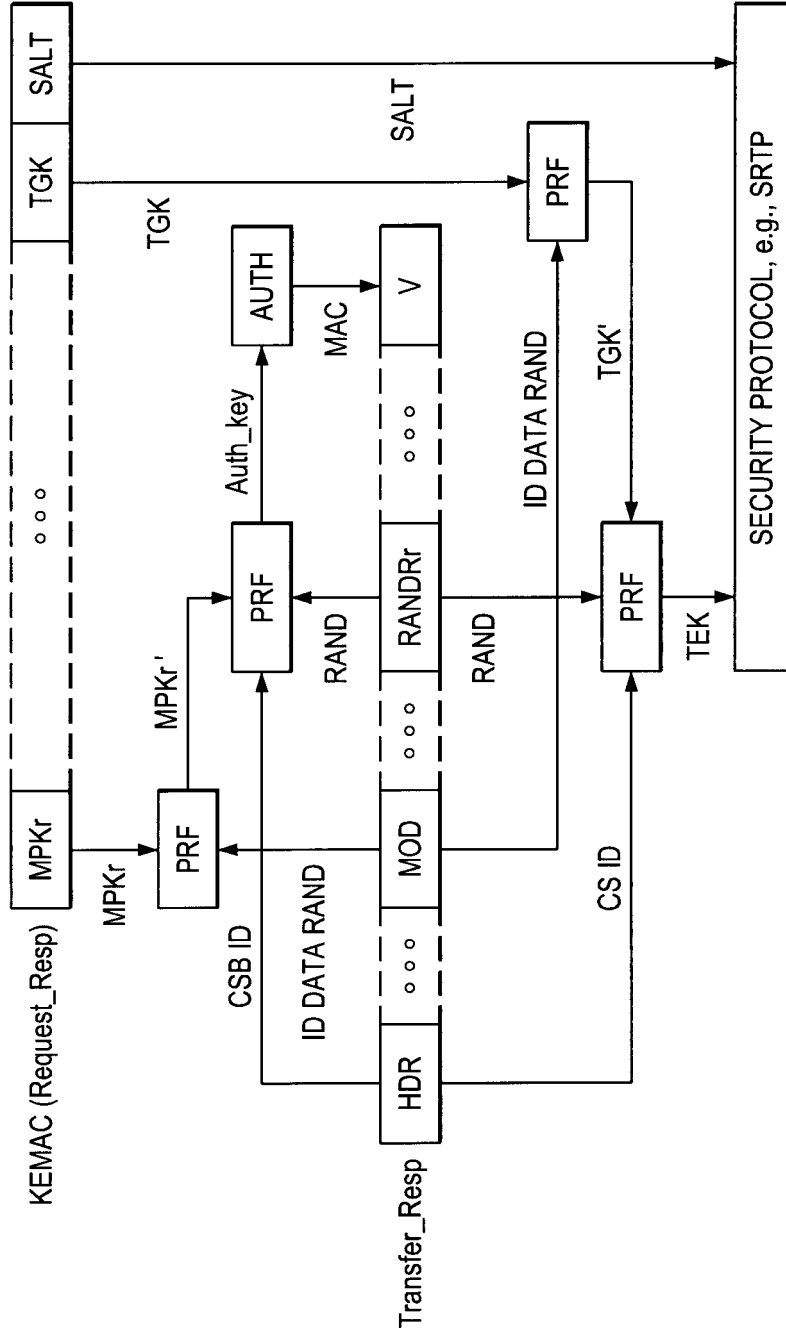 KEMAC (Request_Resp)
MPKr
TGK
SALT
MPKr
TGK
SALT
PRF
MPKr '
CSB ID
PRF
Auth_key
AUTH
MAC
ID DATA RAND
RAND
Transfer_Resp
HDR
MOD
RANDRr
V
RAND
ID DATA RAND
PRF
TGK'
CS ID
PRF
TEK
SECURITY PROTOCOL, e.g., SRTP